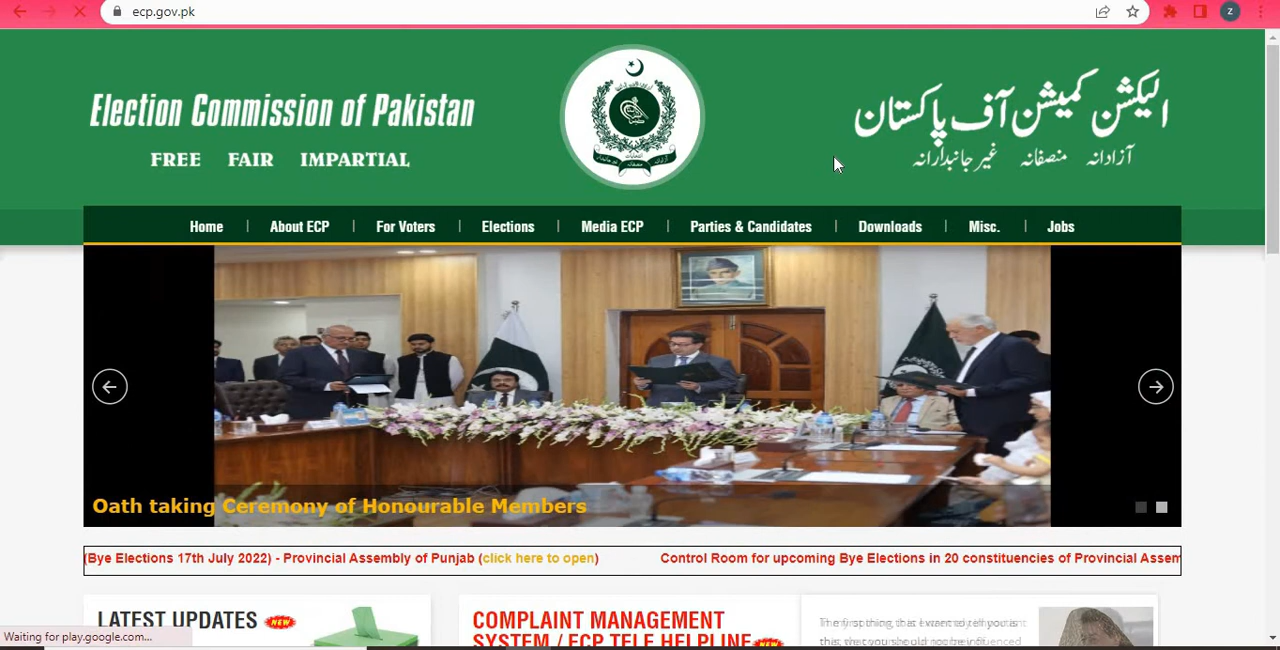 ecp.gov.pk
Z
Election Commission of Pakistan
FREE FAIR IMPARTIAL
الیکشن کمیشن آف پاکستان
آزادانہ منصفانہ غیر جانبدارانہ
Home | About ECP | For Voters | Elections | Media ECP | Parties & Candidates | Downloads | Misc. | Jobs
Oath taking Ceremony of Honourable Members
(Bye Elections 17th July 2022) - Provincial Assembly of Punjab (click here to open) Control Room for upcoming Bye Elections in 20 constituencies of Provincial Assem
LATEST UPDATES NEW
COMPLAINT MANAGEMENT
SYSTEM / ECP TELE HELPLINE NEW
Waiting for play.google.com...